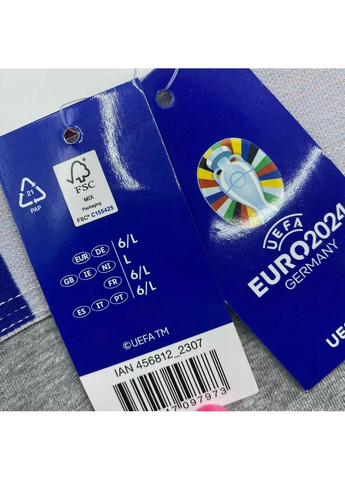 21
PAP
FSC
MIX
Packaging
FSC® C155425
EUR DE 6/L
GB IE NI L
FR 6/L
ES IT PT 6/L
©UEFA TM
IAN 456812_2307
097973
UEFA
EURO2024
GERMANY